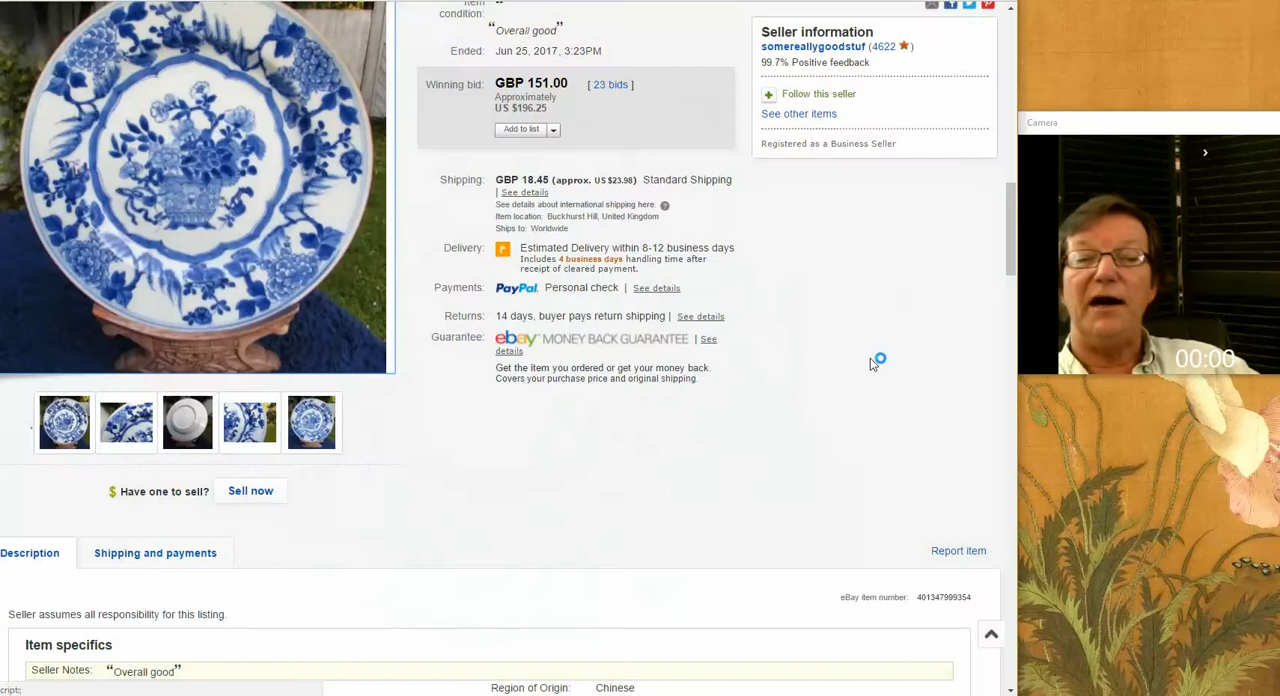 Item
condition:
“Overall good”
Ended: Jun 25, 2017, 3:23PM
Winning bid: GBP 151.00 [ 23 bids ]
Approximately
US $196.25
Add to list
Shipping: GBP 18.45 (approx. US $23.98) Standard Shipping
| See details
See details about international shipping here.
Item location: Buckhurst Hill, United Kingdom
Ships to: Worldwide
Delivery: Estimated Delivery within 8-12 business days
Includes 4 business days handling time after
receipt of cleared payment.
Payments: PayPal Personal check | See details
Returns: 14 days, buyer pays return shipping | See details
Guarantee: ebay MONEY BACK GUARANTEE | See
details
Get the item you ordered or get your money back.
Covers your purchase price and original shipping.
Seller information
somereallygoodstuf (4622)
99.7% Positive feedback
Follow this seller
See other items
Registered as a Business Seller
Camera
00:00
$ Have one to sell? Sell now
Description Shipping and payments
Report item
eBay item number: 401347999354
Seller assumes all responsibility for this listing.
Item specifics
Seller Notes: “Overall good”
Region of Origin: Chinese
cript;